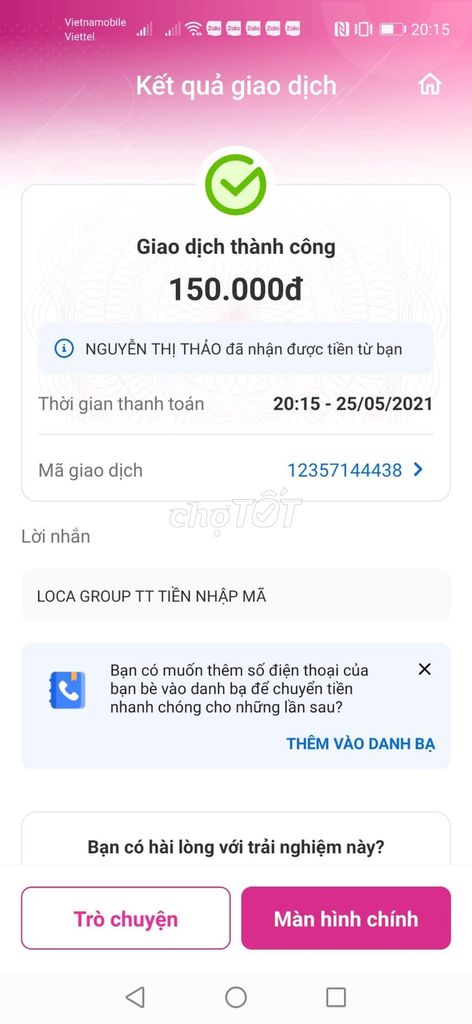 Vietnamobile
Viettel
Zalo Zalo Zalo Zalo Zalo
20:15
Kết quả giao dịch
Giao dịch thành công
150.000đ
NGUYỄN THỊ THẢO đã nhận được tiền từ bạn
Thời gian thanh toán 20:15 - 25/05/2021
Mã giao dịch 12357144438
chợTỐT
Lời nhắn
LOCA GROUP TT TIỀN NHẬP MÃ
Bạn có muốn thêm số điện thoại của
bạn bè vào danh bạ để chuyển tiền
nhanh chóng cho những lần sau?
THÊM VÀO DANH BẠ
Bạn có hài lòng với trải nghiệm này?
Trò chuyện
Màn hình chính